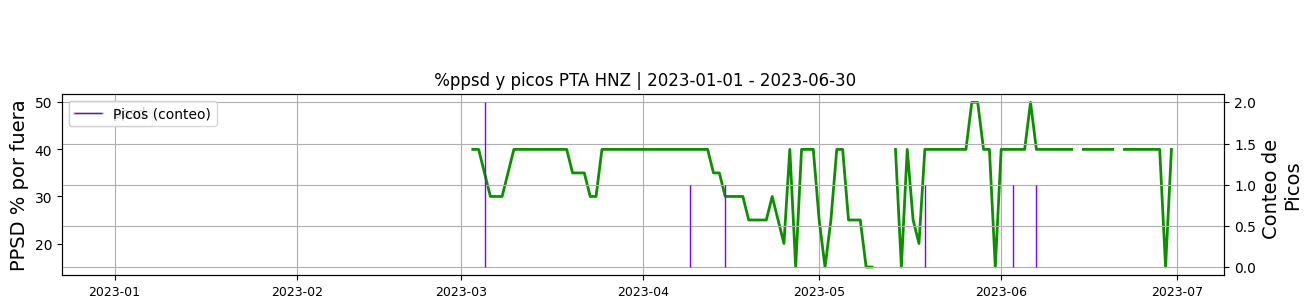 %ppsd y picos PTA HNZ | 2023-01-01 - 2023-06-30
Picos (conteo)
PPSD % por fuera
50
40
30
20
2.0
1.5
1.0
0.5
0.0
Conteo de
Picos
2023-01 2023-02 2023-03 2023-04 2023-05 2023-06 2023-07